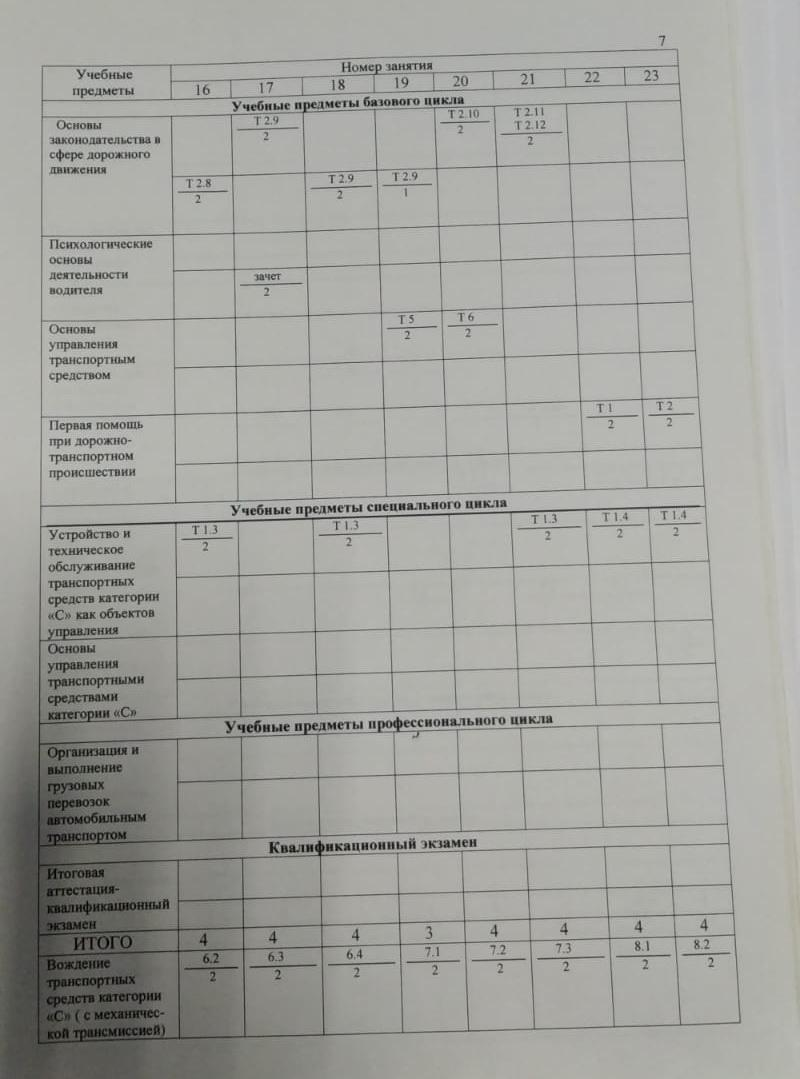 7
Учебные предметы
Номер занятия
16 17 18 19 20 21 22 23
Учебные предметы базового цикла
Основы
законодательства в
сфере дорожного
движения
Т 2.9 Т 2.10 Т 2.11
Т 2.12
2 2 2
Т 2.8 Т 2.9 Т 2.9
2 2 1
Психологические
основы
деятельности
водителя
зачет
2
Основы
управления
транспортным
средством
Т 5 Т 6
2 2
Первая помощь
при дорожно-
транспортном
происшествии
Т 1 Т 2
2 2
Учебные предметы специального цикла
Устройство и
техническое
обслуживание
транспортных
средств категории
«С» как объектов
управления
Т 1.3 Т 1.3 Т 1.3 Т 1.4 Т 1.4
2 2 2 2 2
Основы
управления
транспортными
средствами
категории «С»
Учебные предметы профессионального цикла
Организация и
выполнение
грузовых
перевозок
автомобильным
транспортом
Квалификационный экзамен
Итоговая
аттестация-
квалификационный
экзамен
ИТОГО 4 4 4 3 4 4 4 4
Вождение
транспортных
средств категории
«С» ( с механичес-
кой трансмиссией)
6.2 6.3 6.4 7.1 7.2 7.3 8.1 8.2
2 2 2 2 2 2 2 2